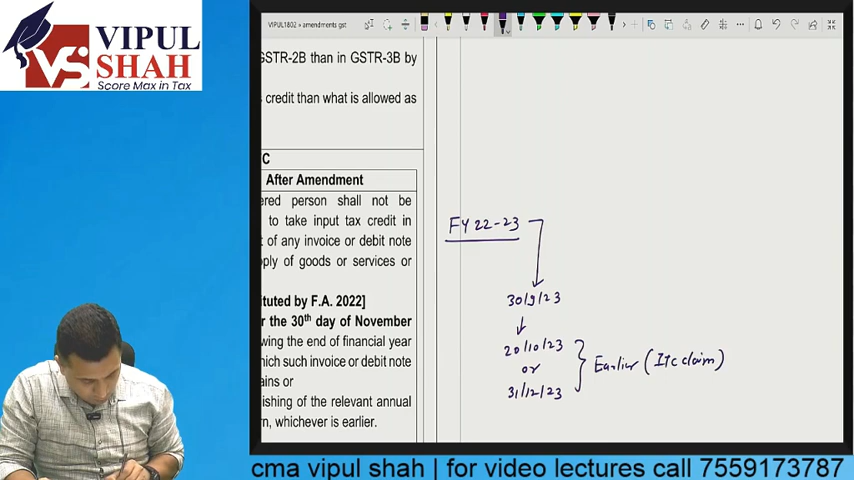 VIPUL
SHAH
Score Max in Tax
VS
VIPUL1802 + amendments gst
GSTR-2B than in GSTR-3B by
credit than what is allowed as
C
After Amendment
ered person shall not be
to take input tax credit in
of any invoice or debit note
pply of goods or services or
tituted by F.A. 2022]
r the 30th day of November
wing the end of financial year
which such invoice or debit note
ains or
ishing of the relevant annual
n, whichever is earlier.
FY 22-23
30/9/23
20/10/23
or
31/12/23
Earlier (ITC claim)
cma vipul shah | for video lectures call 7559173787